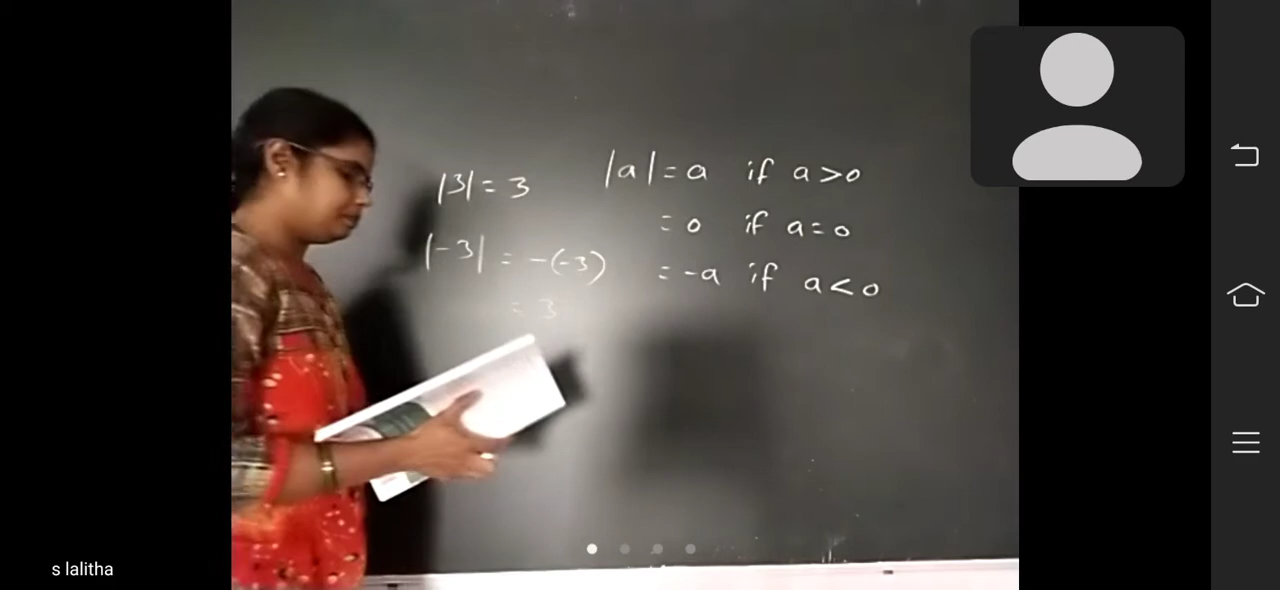 |3| = 3
|-3| = -(-3)
= 3
|a| = a if a>0
= 0 if a=0
= -a if a<0
s lalitha